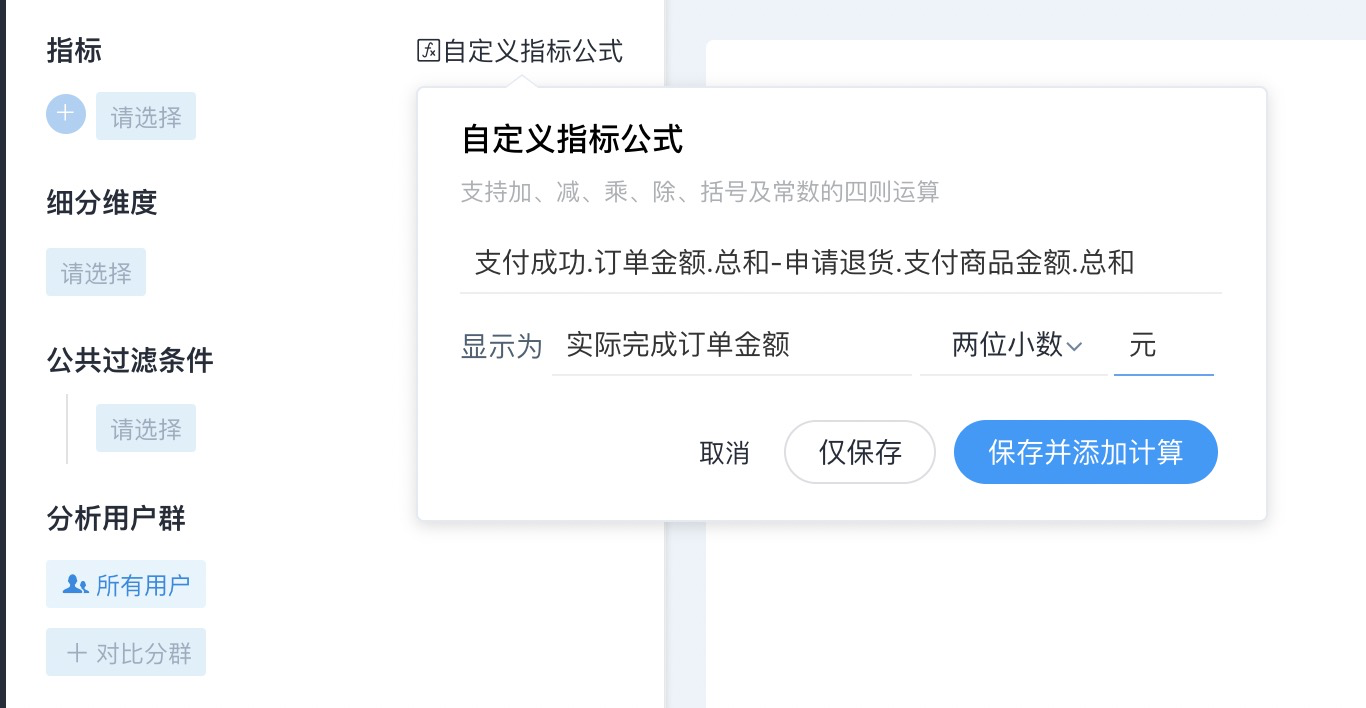 指标
自定义指标公式
请选择
细分维度
请选择
公共过滤条件
请选择
分析用户群
所有用户
对比分群
自定义指标公式
支持加、减、乘、除、括号及常数的四则运算
支付成功.订单金额.总和-申请退货.支付商品金额.总和
显示为 实际完成订单金额 两位小数 元
取消 仅保存 保存并添加计算